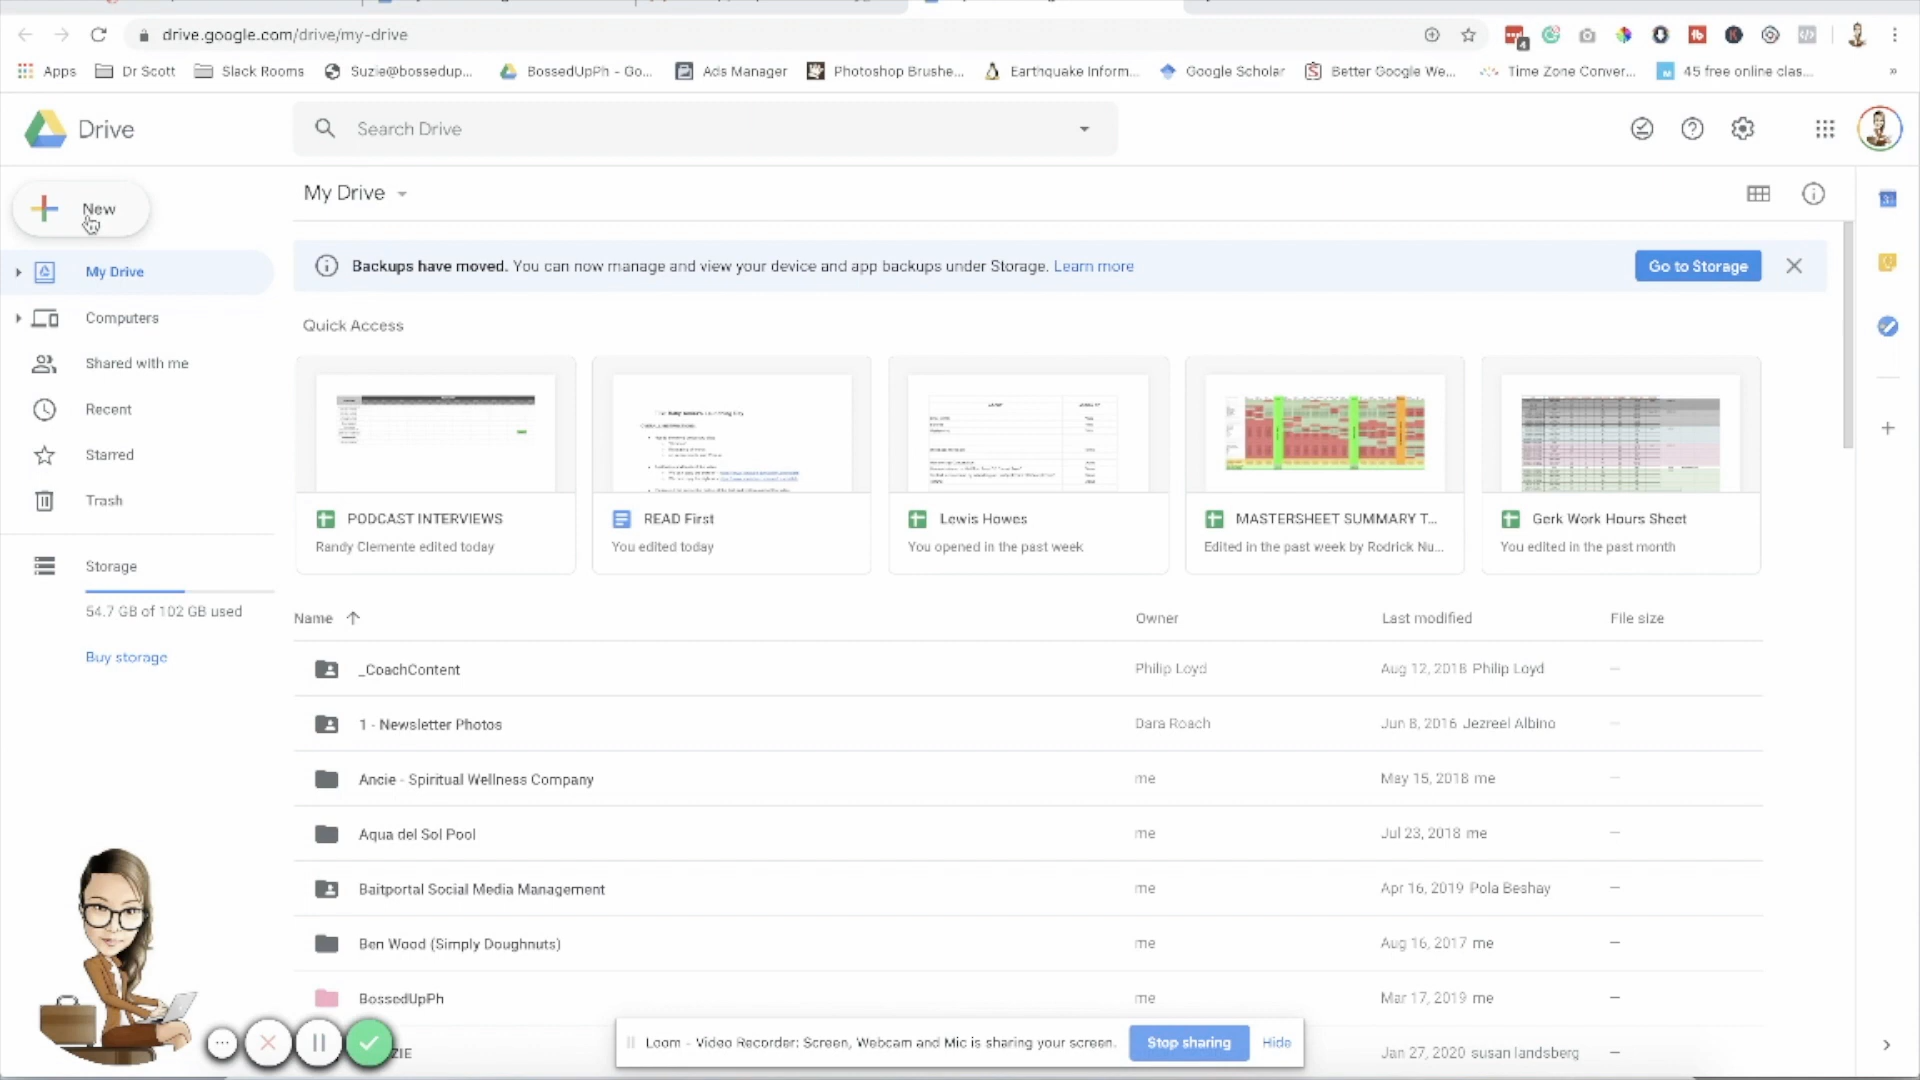 drive.google.com/drive/my-drive
4
Apps
Dr Scott
Slack Rooms
Suzie@bossedup...
BossedUpPh - Go...
Ads Manager
Photoshop Brushe...
Earthquake Inform...
Google Scholar
Better Google We...
Time Zone Conver...
45 free online clas...
»
Drive
Search Drive
New
My Drive
Computers
Shared with me
Recent
Starred
Trash
Storage
54.7 GB of 102 GB used
Buy storage
My Drive
Backups have moved. You can now manage and view your device and app backups under Storage. Learn more
Go to Storage
Quick Access
PODCAST INTERVIEWS
Randy Clemente edited today
READ First
You edited today
Lewis Howes
You opened in the past week
MASTERSHEET SUMMARY T...
Edited in the past week by Rodrick Nu...
Gerk Work Hours Sheet
You edited in the past month
Name Owner Last modified File size
_CoachContent Philip Loyd Aug 12, 2018 Philip Loyd —
1 - Newsletter Photos Dara Roach Jun 8, 2016 Jezreel Albino —
Ancie - Spiritual Wellness Company me May 15, 2018 me —
Aqua del Sol Pool me Jul 23, 2018 me —
Baitportal Social Media Management me Apr 16, 2019 Pola Beshay —
Ben Wood (Simply Doughnuts) me Aug 16, 2017 me —
BossedUpPh me Mar 17, 2019 me —
ZIE Jan 27, 2020 susan landsberg —
Loom - Video Recorder: Screen, Webcam and Mic is sharing your screen.
Stop sharing
Hide